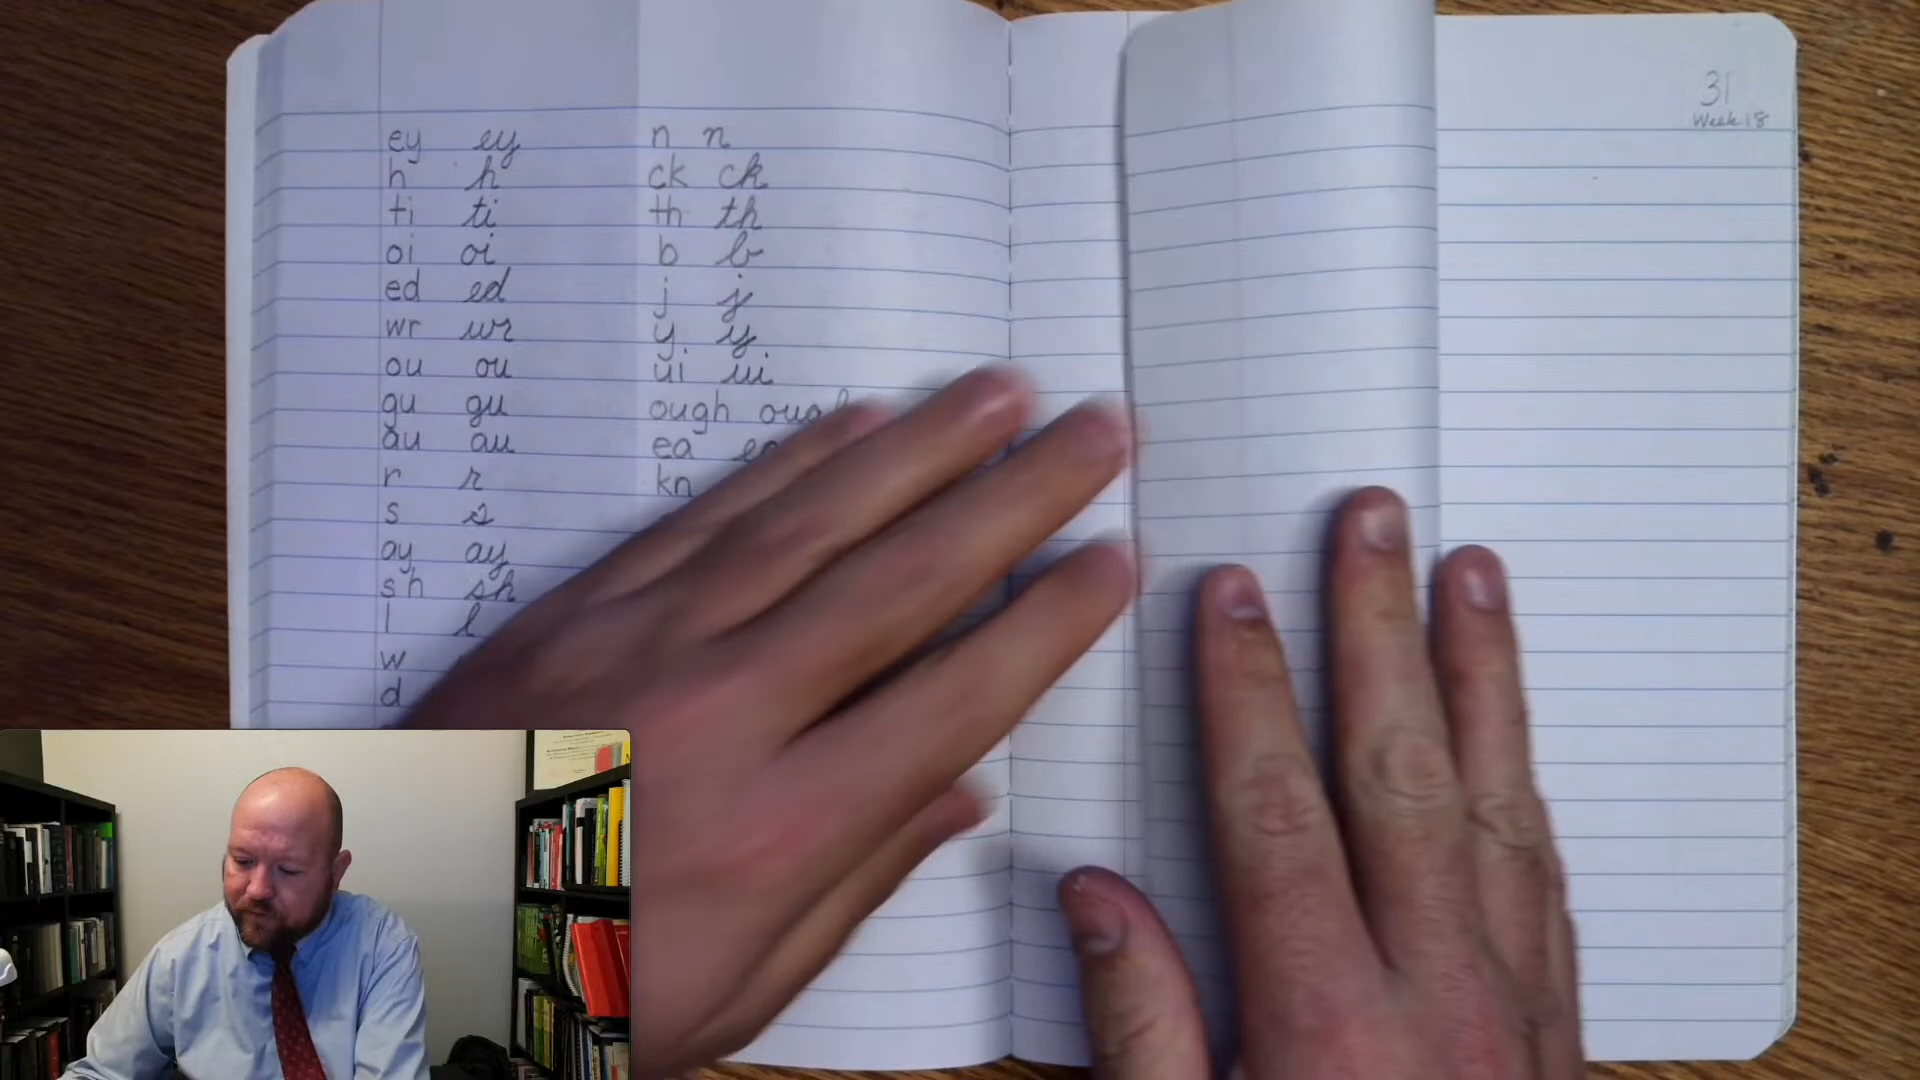 31
Week 18
ey ey n n
h h ck ck
ti ti th th
oi oi b b
ed ed j j
wr wr y y
ou ou ui ui
gu gu ough
au au ea
r r kn
s s
ay ay
sh sh
l l
w
d